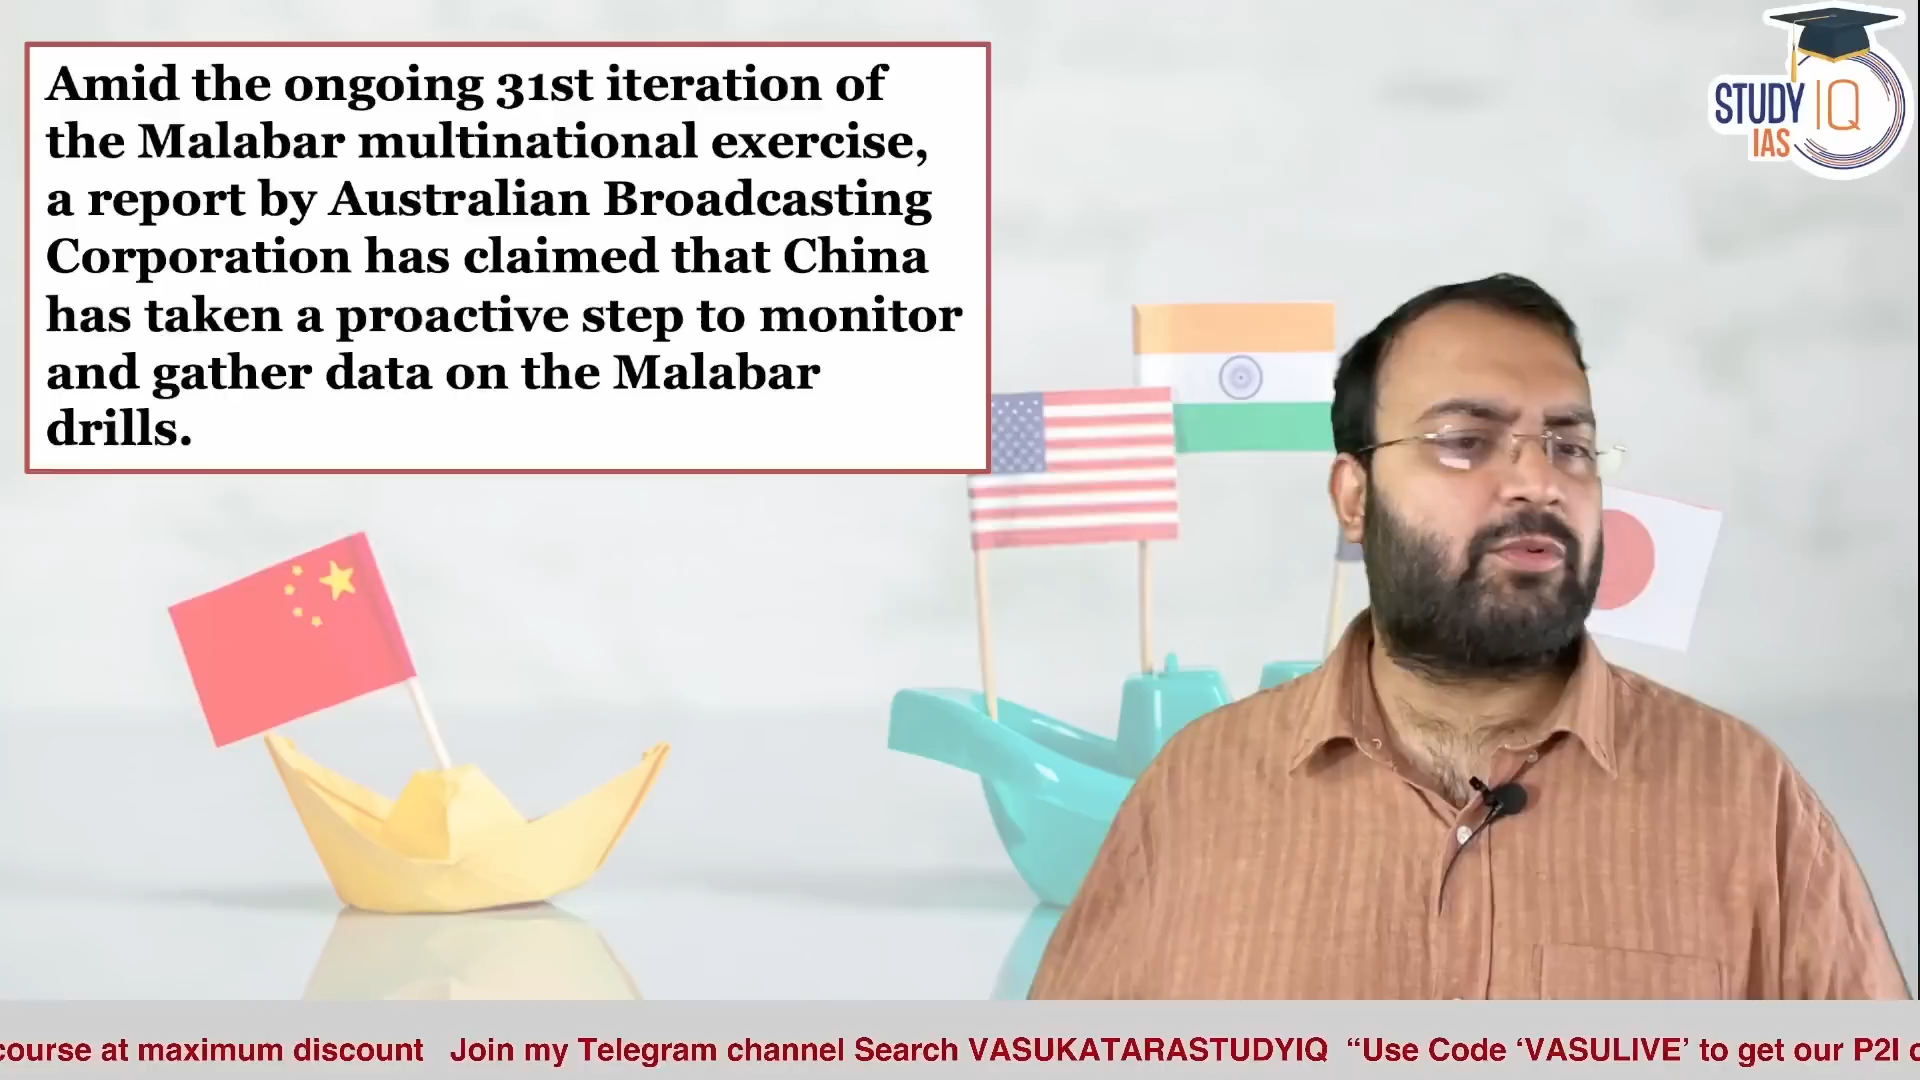 Amid the ongoing 31st iteration of
the Malabar multinational exercise,
a report by Australian Broadcasting
Corporation has claimed that China
has taken a proactive step to monitor
and gather data on the Malabar
drills.
STUDY IQ
IAS
course at maximum discount Join my Telegram channel Search VASUKATARASTUDYIQ “Use Code ‘VASULIVE’ to get our P2I